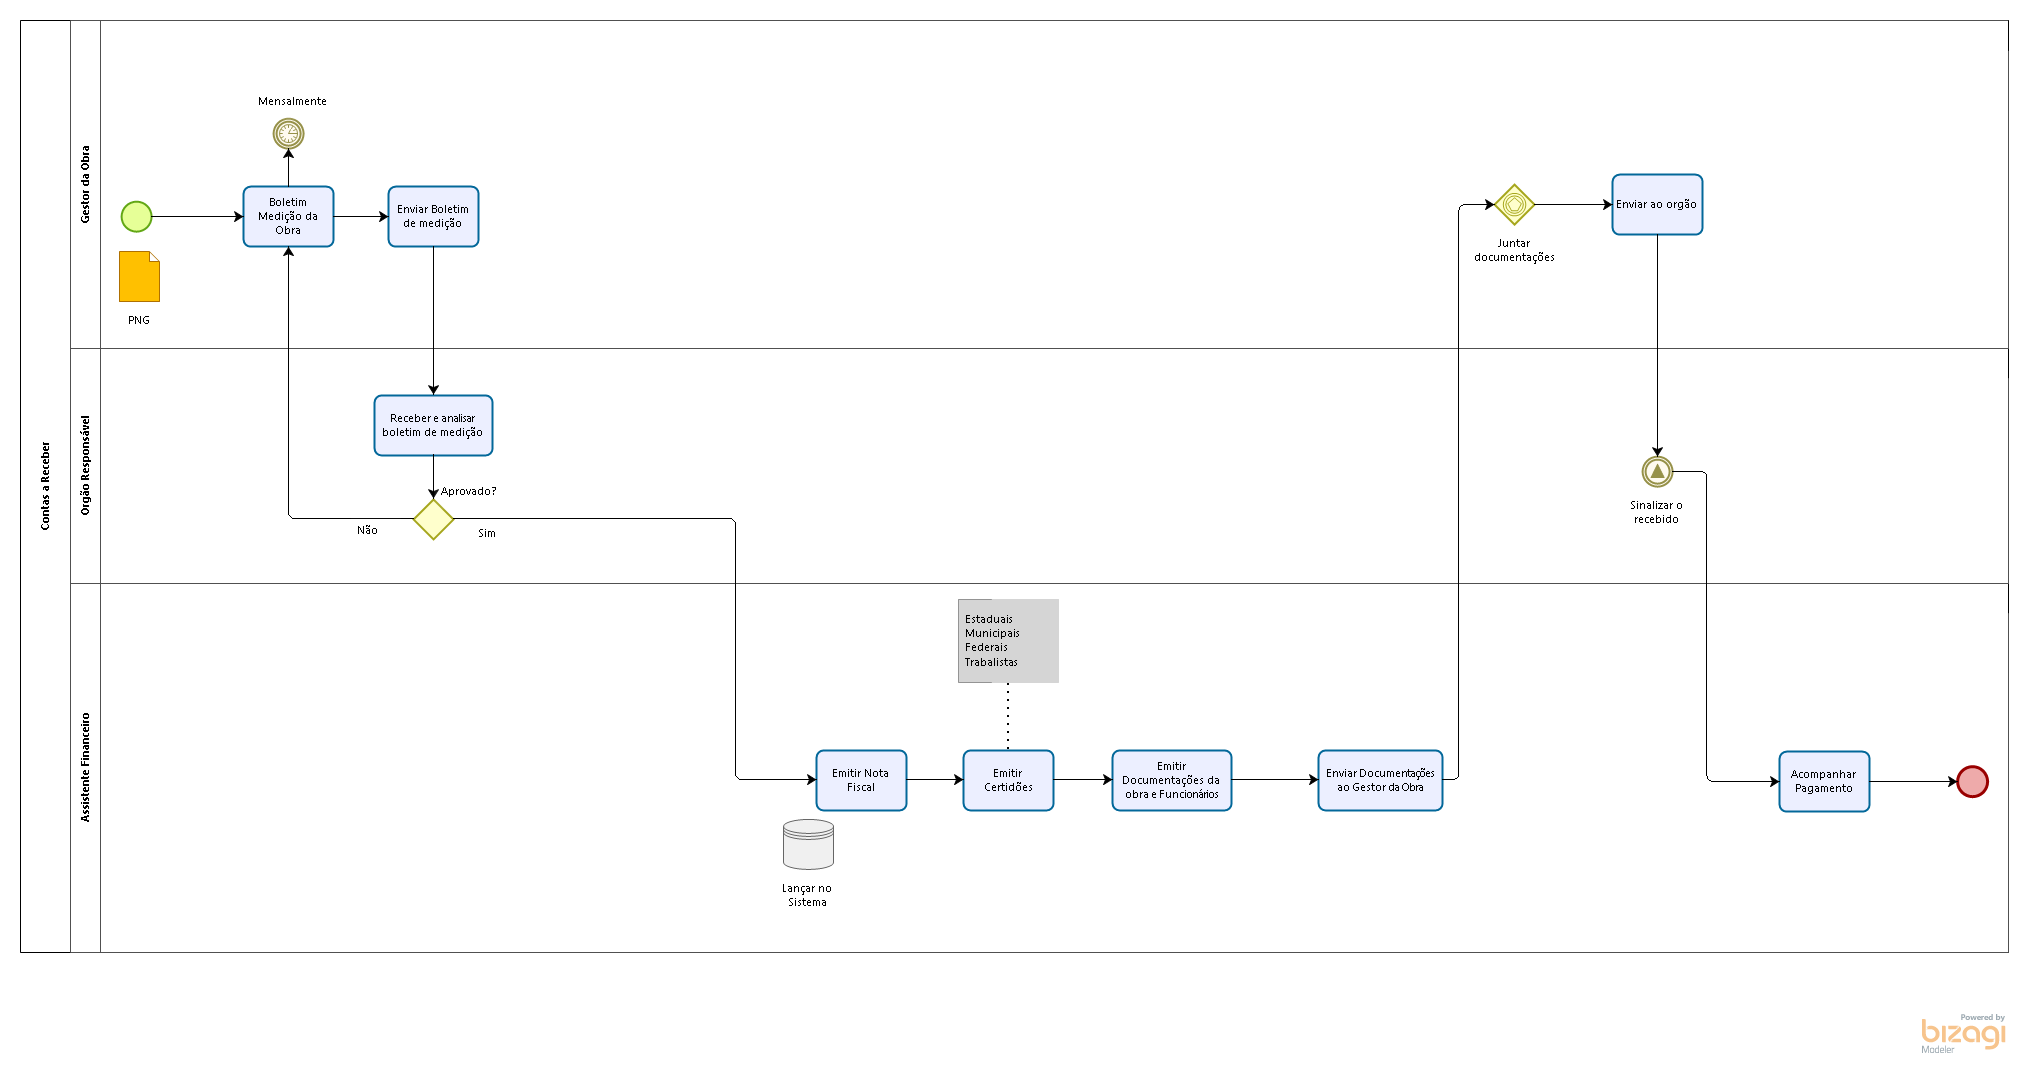 Contas a Receber
Gestor da Obra
Mensalmente
Boletim
Medição da
Obra
Enviar Boletim
de medição
PNG
Juntar
documentações
Enviar ao orgão
Orgão Responsável
Receber e analisar
boletim de medição
Aprovado?
Não
Sim
Sinalizar o
recebido
Assistente Financeiro
Estaduais
Municipais
Federais
Trabalistas
Emitir Nota
Fiscal
Lançar no
Sistema
Emitir
Certidões
Emitir
Documentações da
obra e Funcionários
Enviar Documentações
ao Gestor da Obra
Acompanhar
Pagamento
Powered by
bizagi
Modeler